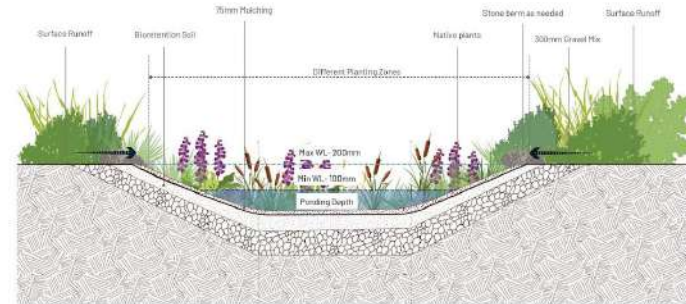 75mm Mulching
Stone berm as needed
Surface Runoff
Surface Runoff
Bioretention Soil
Native plants
300mm Gravel Mix
Different Planting Zones
Max WL- 200mm
Min WL- 100mm
Ponding Depth